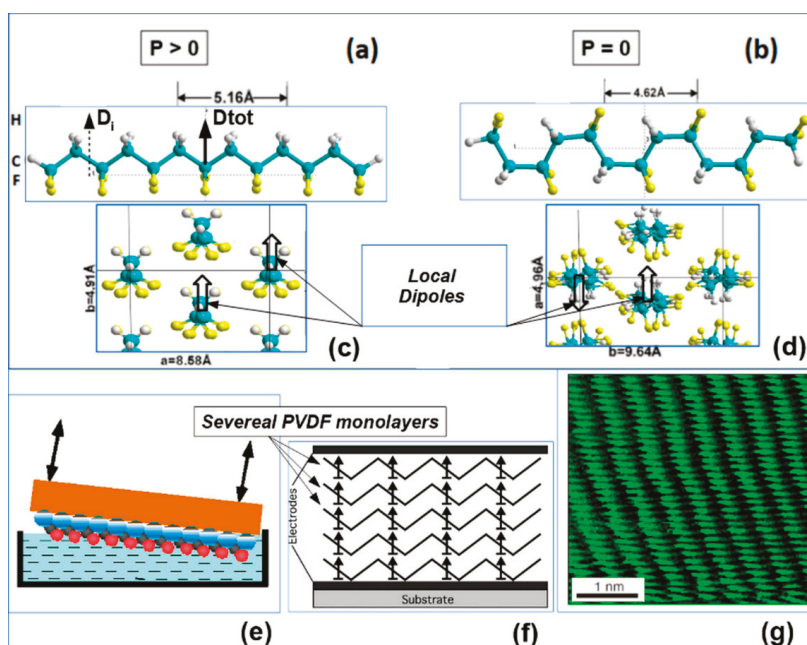 P > 0
(a)
P = 0
(b)
5.16Å
4.62Å
H
Di
Dtot
C
F
b=4.91Å
a=8.58Å
(c)
Local
Dipoles
a=4,96Å
b=9.64Å
(d)
Severeal PVDF monolayers
Electrodes
Substrate
1 nm
(e)
(f)
(g)